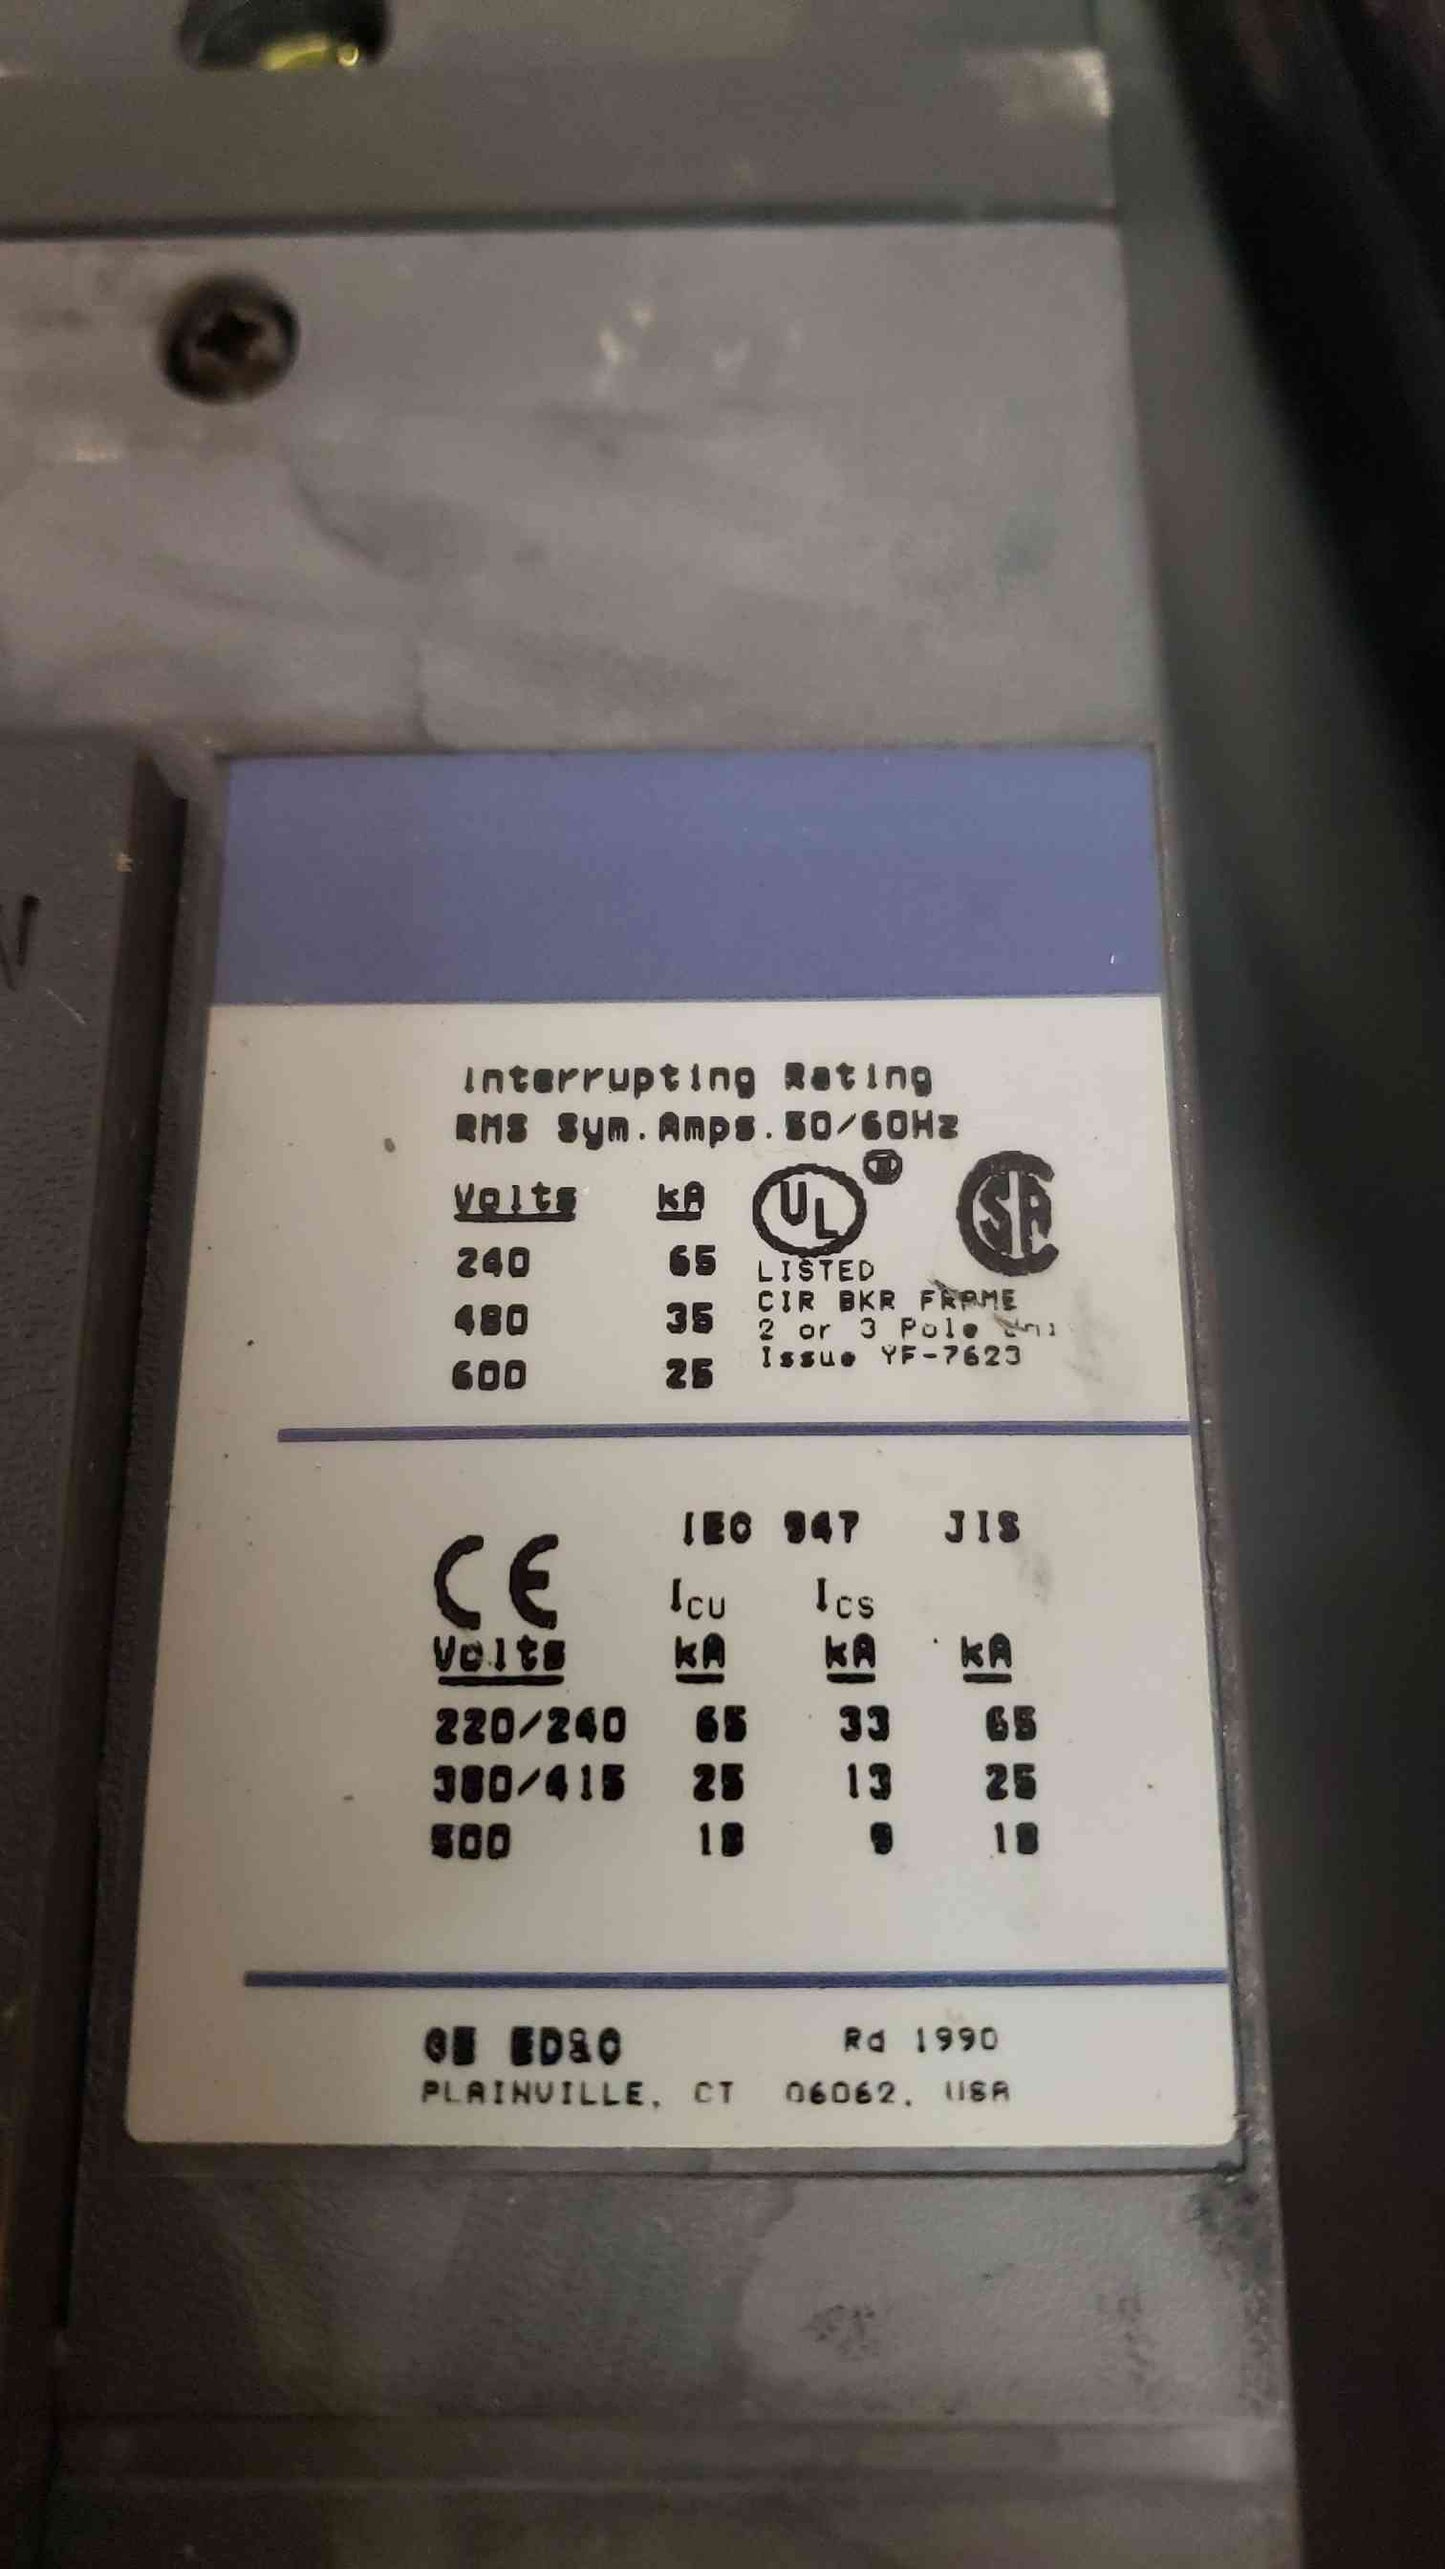 Interrupting Rating
RMS Sym. Amps. 50/60Hz
Volts kA UL ® SA
240 65 LISTED
480 35 CIR BKR FRAME
2 or 3 Pole
600 25 Issue YF-7623
IEC 947 JIS
CE Icu Ics
Volts kA kA kA
220/240 65 33 65
380/415 25 13 25
500 18 9 18
GE ED&C Rd 1990
PLAINVILLE, CT 06062, USA